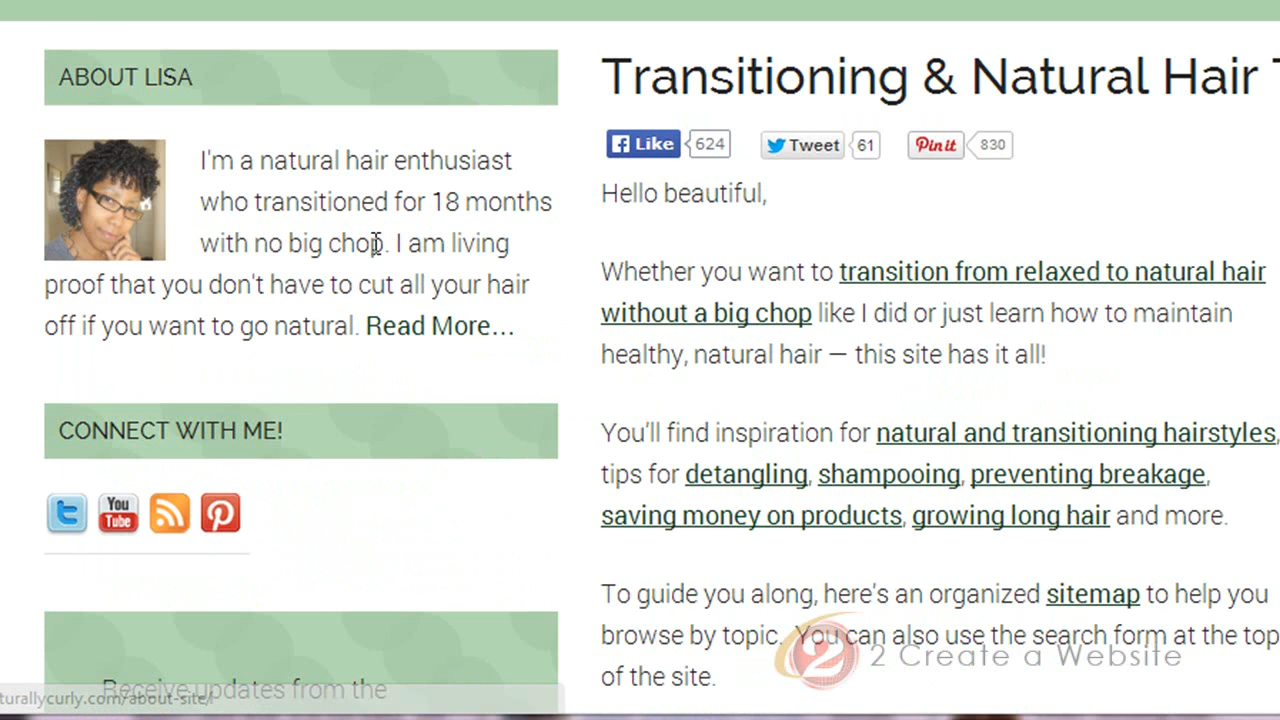 ABOUT LISA
I'm a natural hair enthusiast
who transitioned for 18 months
with no big chop. I am living
proof that you don't have to cut all your hair
off if you want to go natural. Read More...
CONNECT WITH ME!
You
Tube
Receive updates from the
turallycurly.com/about-site/
Transitioning & Natural Hair
Like 624 Tweet 61 Pin it 830
Hello beautiful,
Whether you want to transition from relaxed to natural hair
without a big chop like I did or just learn how to maintain
healthy, natural hair — this site has it all!
You'll find inspiration for natural and transitioning hairstyles,
tips for detangling, shampooing, preventing breakage,
saving money on products, growing long hair and more.
To guide you along, here's an organized sitemap to help you
browse by topic. You can also use the search form at the top
of the site.
2 2 Create a Website